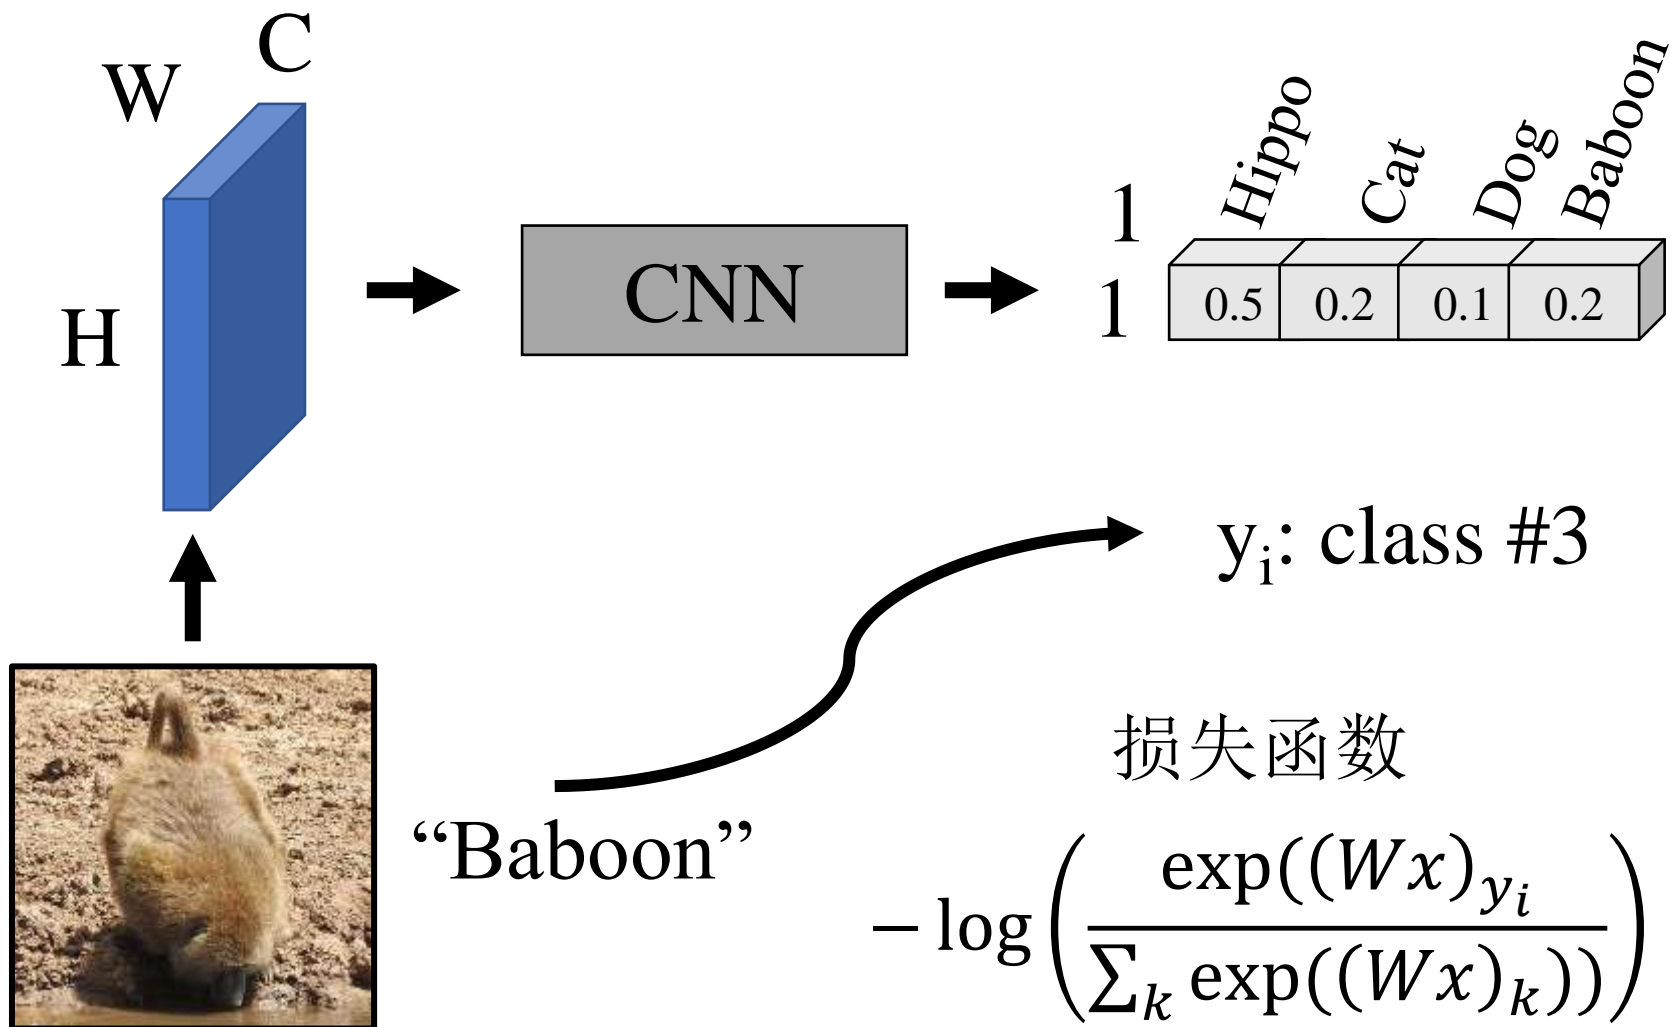 C
W
H
CNN
Hippo
Cat
Dog
Baboon
1
1
0.5 0.2 0.1 0.2
yᵢ: class #3
“Baboon”
损失函数
− log ( exp((Wx)_{yᵢ} / ∑ₖ exp((Wx)ₖ)) )